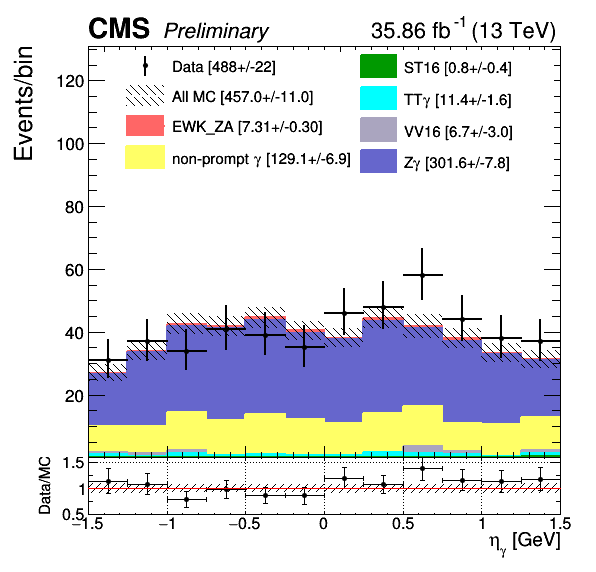 CMS Preliminary 35.86 fb⁻¹ (13 TeV)
Events/bin
Data [488+/-22]
All MC [457.0+/-11.0]
EWK_ZA [7.31+/-0.30]
non-prompt γ [129.1+/-6.9]
ST16 [0.8+/-0.4]
TTγ [11.4+/-1.6]
VV16 [6.7+/-3.0]
Zγ [301.6+/-7.8]
120
100
80
60
40
20
Data/MC
1.5
1
0.5
−1.5 −1 −0.5 0 0.5 1 1.5
ηγ [GeV]